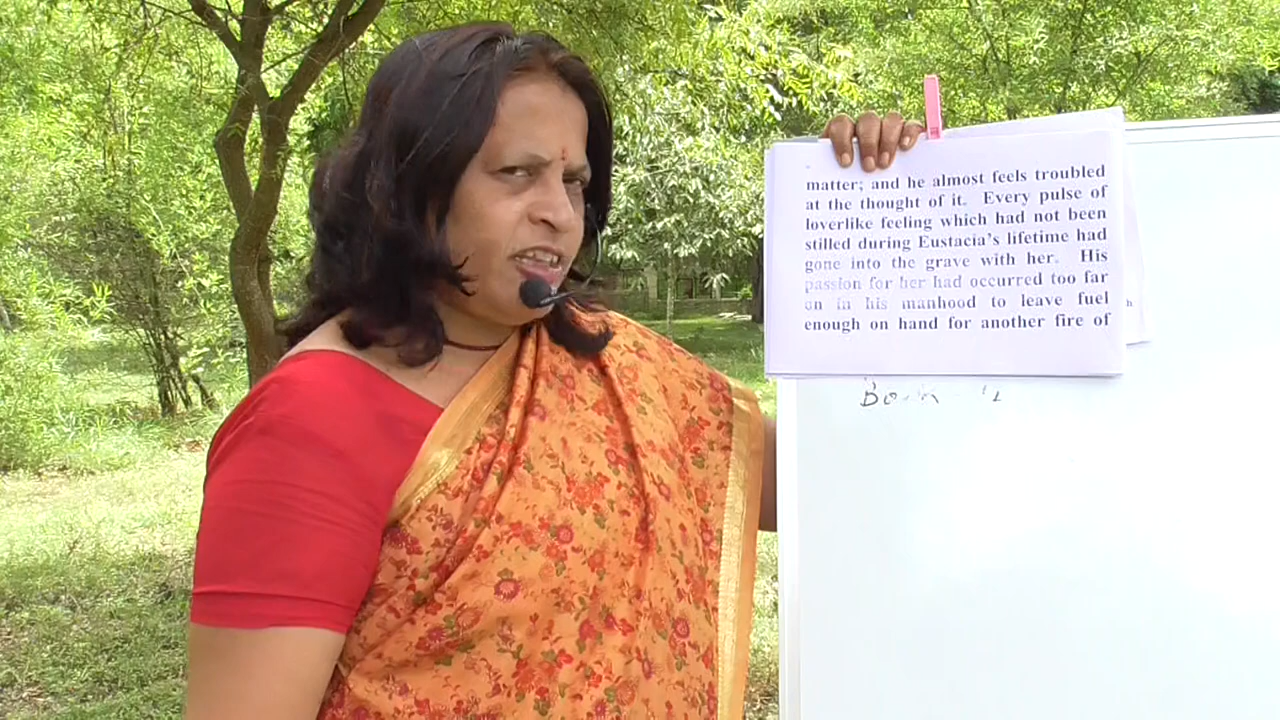 matter; and he almost feels troubled
at the thought of it. Every pulse of
loverlike feeling which had not been
stilled during Eustacia's lifetime had
gone into the grave with her. His
passion for her had occurred too far
on in his manhood to leave fuel
enough on hand for another fire of
h